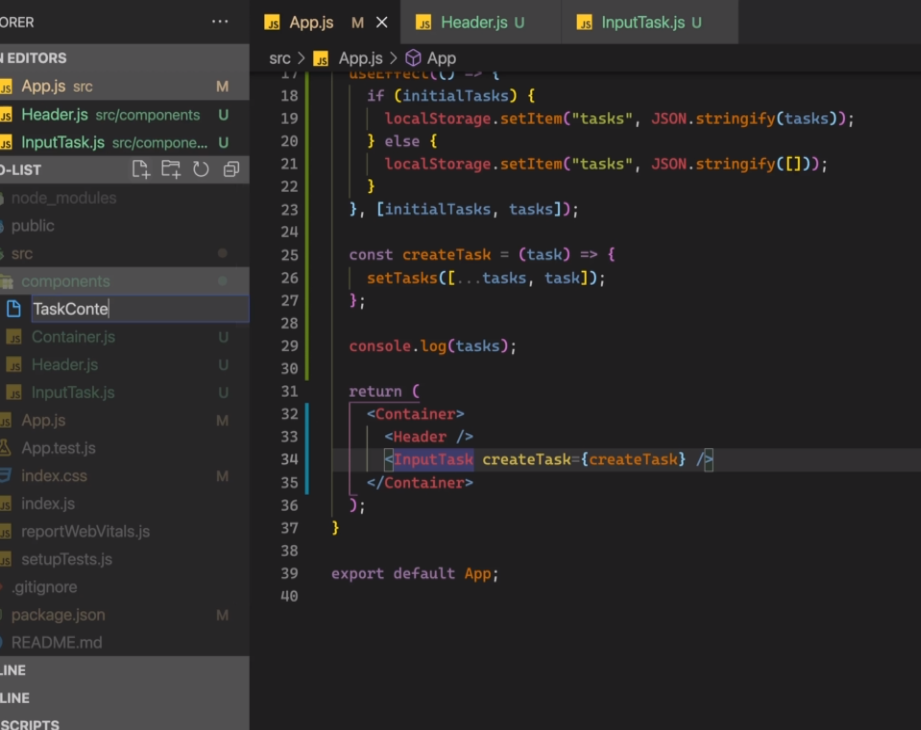 ORER ...
N EDITORS
JS App.js src M
JS Header.js src/components U
JS InputTask.js src/compone... U
O-LIST
node_modules
public
src
components
TaskConte
JS Container.js U
JS Header.js U
JS InputTask.js U
JS App.js M
App.test.js
index.css M
JS index.js
JS reportWebVitals.js
JS setupTests.js
.gitignore
package.json M
README.md
LINE
LINE
SCRIPTS
JS App.js M JS Header.js U JS InputTask.js U
src > JS App.js > App
17 useEffect(() => {
18 if (initialTasks) {
19 localStorage.setItem("tasks", JSON.stringify(tasks));
20 } else {
21 localStorage.setItem("tasks", JSON.stringify([]));
22 }
23 }, [initialTasks, tasks]);
24
25 const createTask = (task) => {
26 setTasks([...tasks, task]);
27 };
28
29 console.log(tasks);
30
31 return (
32 <Container>
33 <Header />
34 <InputTask createTask={createTask} />
35 </Container>
36 );
37 }
38
39 export default App;
40